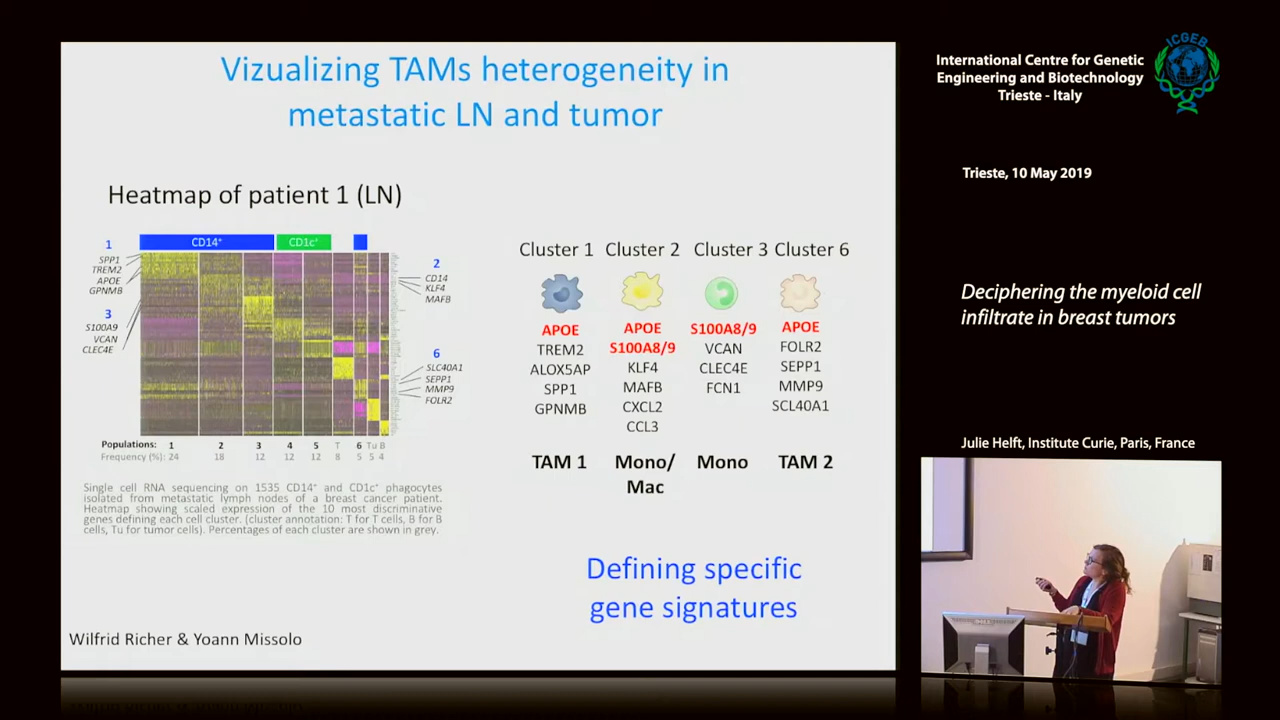 Vizualizing TAMs heterogeneity in
metastatic LN and tumor
Heatmap of patient 1 (LN)
CD14⁺
CD1c⁺
1
SPP1
TREM2
APOE
GPNMB
3
S100A9
VCAN
CLEC4E
2
CD14
KLF4
MAFB
6
SLC40A1
SEPP1
MMP9
FOLR2
Populations: 1 2 3 4 5 T 6 Tu B
Frequency (%): 24 18 12 12 12 8 5 5 4
Single cell RNA sequencing on 1535 CD14⁺ and CD1c⁺ phagocytes
isolated from metastatic lymph nodes of a breast cancer patient.
Heatmap showing scaled expression of the 10 most discriminative
genes defining each cell cluster. (cluster annotation: T for T cells, B for B
cells, Tu for tumor cells). Percentages of each cluster are shown in grey.
Cluster 1 Cluster 2 Cluster 3 Cluster 6
APOE
TREM2
ALOX5AP
SPP1
GPNMB
TAM 1
APOE
S100A8/9
KLF4
MAFB
CXCL2
CCL3
Mono/
Mac
S100A8/9
VCAN
CLEC4E
FCN1
Mono
APOE
FOLR2
SEPP1
MMP9
SCL40A1
TAM 2
Defining specific
gene signatures
Wilfrid Richer & Yoann Missolo
International Centre for Genetic
Engineering and Biotechnology
Trieste - Italy
ICGEB
Trieste, 10 May 2019
Deciphering the myeloid cell
infiltrate in breast tumors
Julie Helft, Institute Curie, Paris, France
DELL